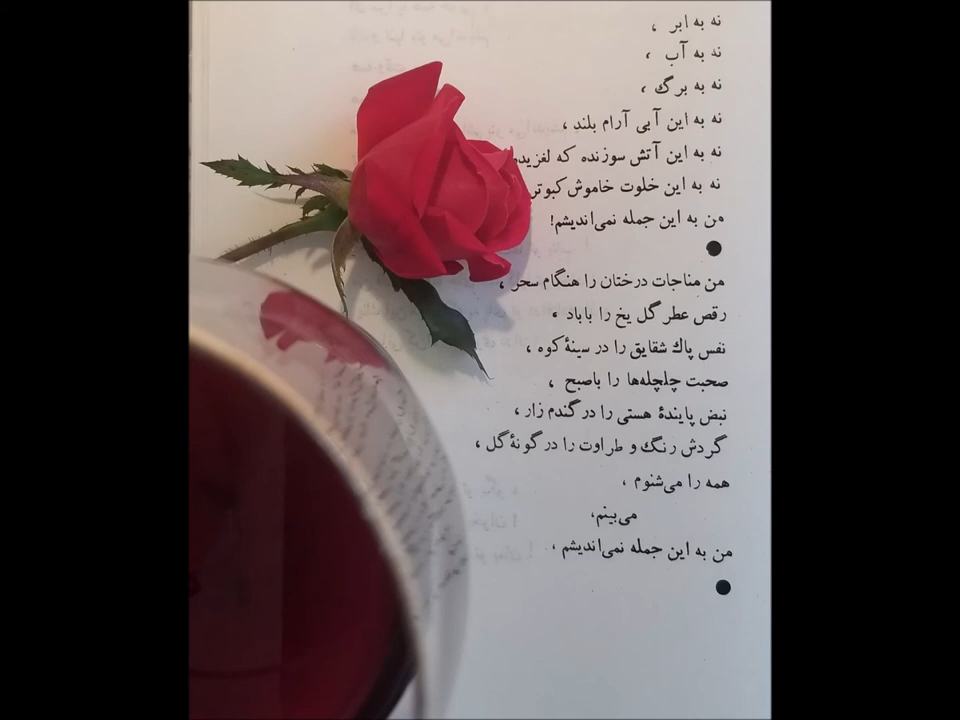 نه به ابر ،
نه به آب ،
نه به برگ ،
نه به این آبی آرام بلند ،
نه به این آتش سوزنده که لغزیده
نه به این خلوت خاموش کبوتر
من به این جمله نمی‌اندیشم!
●
من مناجات درختان را هنگام سحر ،
رقص عطر گل یخ را باباد ،
نفس پاك شقایق را در سینهٔ کوه ،
صحبت چلچله‌ها را باصبح ،
نبض پایندهٔ هستی را در گندم زار ،
گردش رنگ و طراوت را در گونهٔ گل ،
همه را می‌شنوم ،
می‌بینم،
من به این جمله نمی‌اندیشم ،
●